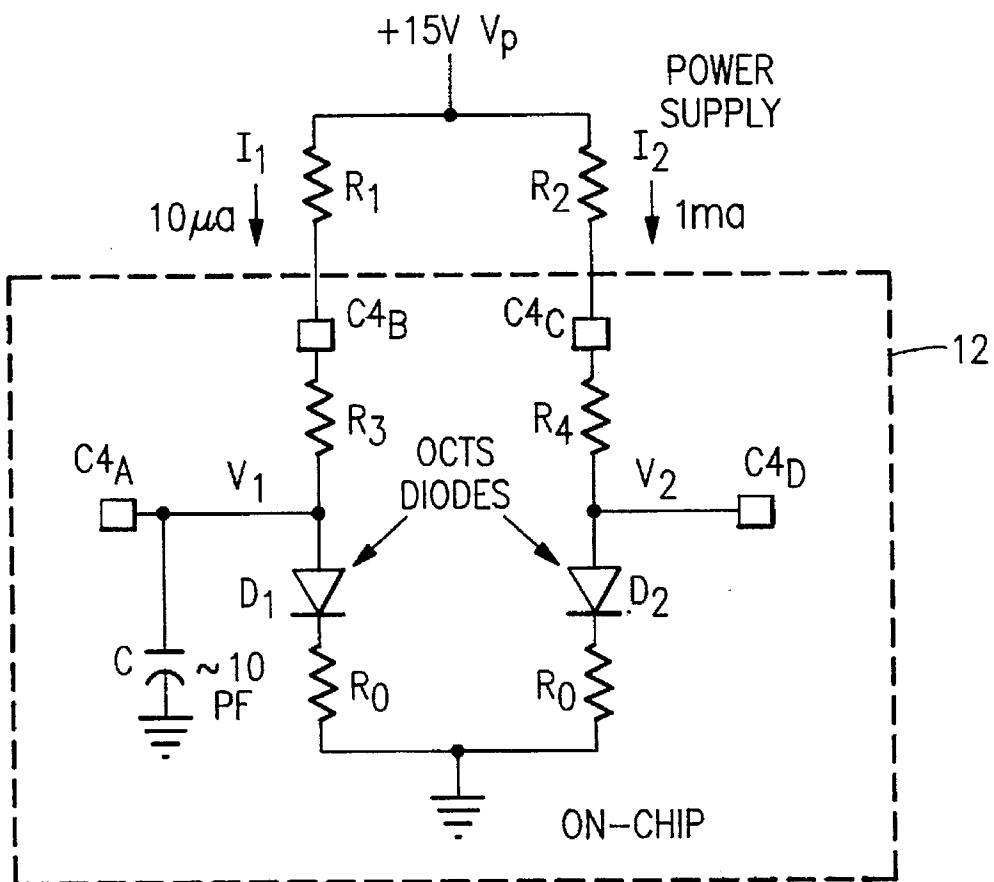 +15V Vp
POWER
SUPPLY
I1
R1
R2
I2
10μa
1ma
C4B
C4C
12
R3
R4
C4A
V1
OCTS
DIODES
V2
C4D
D1
D2
C
~10
PF
R0
R0
ON-CHIP